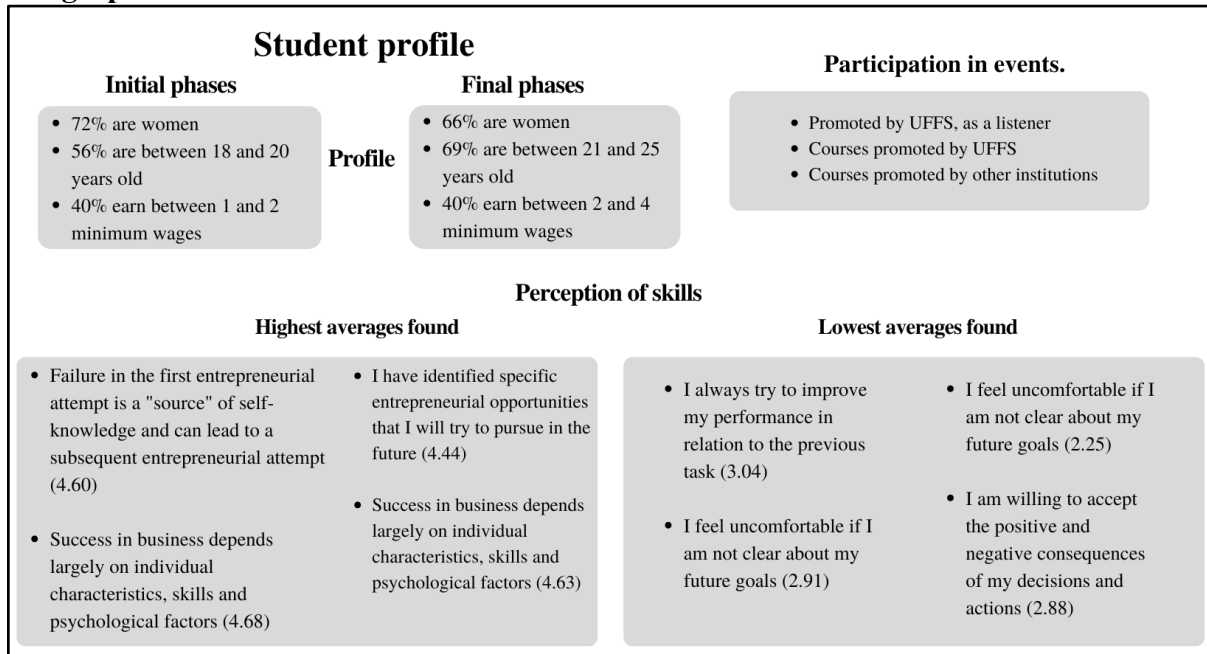 Student profile
Initial phases
72% are women
56% are between 18 and 20
years old
40% earn between 1 and 2
minimum wages
Profile
Final phases
66% are women
69% are between 21 and 25
years old
40% earn between 2 and 4
minimum wages
Participation in events.
Promoted by UFFS, as a listener
Courses promoted by UFFS
Courses promoted by other institutions
Perception of skills
Highest averages found
Failure in the first entrepreneurial
attempt is a "source" of self-
knowledge and can lead to a
subsequent entrepreneurial attempt
(4.60)
Success in business depends
largely on individual
characteristics, skills and
psychological factors (4.68)
I have identified specific
entrepreneurial opportunities
that I will try to pursue in the
future (4.44)
Success in business depends
largely on individual
characteristics, skills and
psychological factors (4.63)
Lowest averages found
I always try to improve
my performance in
relation to the previous
task (3.04)
I feel uncomfortable if I
am not clear about my
future goals (2.91)
I feel uncomfortable if I
am not clear about my
future goals (2.25)
I am willing to accept
the positive and
negative consequences
of my decisions and
actions (2.88)